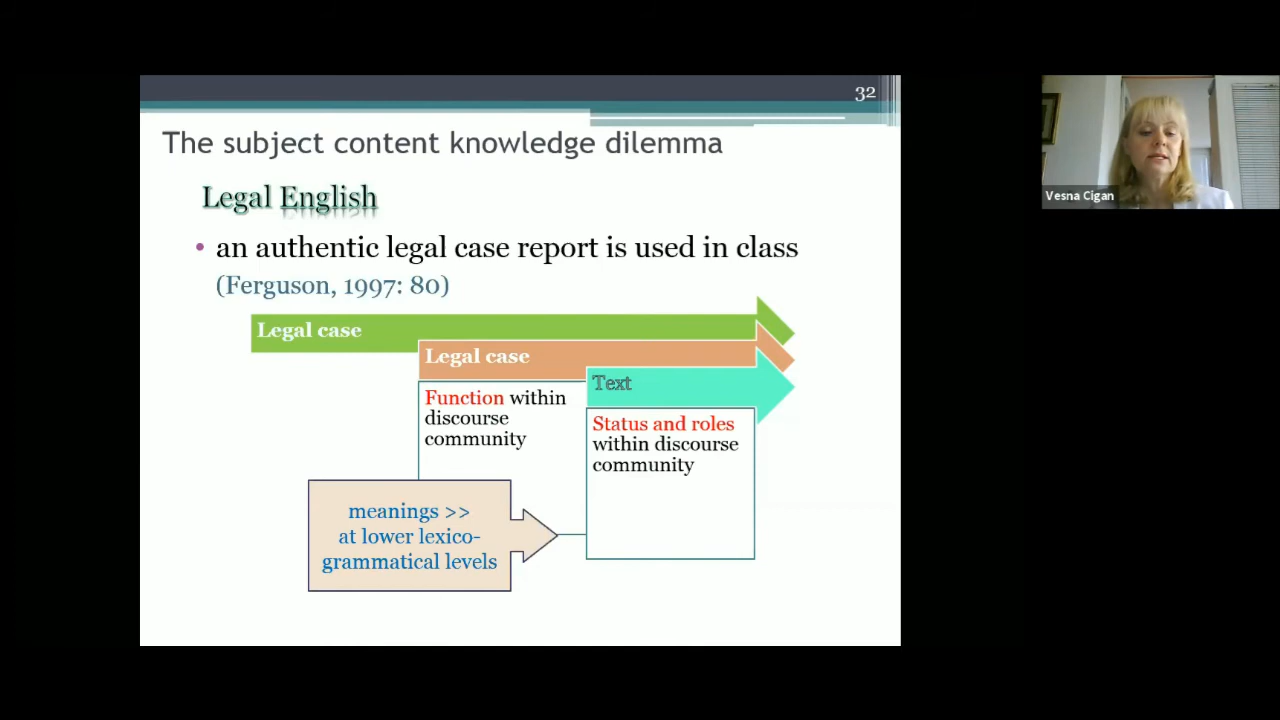 32
The subject content knowledge dilemma
Legal English
• an authentic legal case report is used in class
(Ferguson, 1997: 80)
Legal case
Legal case
Text
Function within
discourse
community
Status and roles
within discourse
community
meanings >>
at lower lexico-
grammatical levels
Vesna Cigan